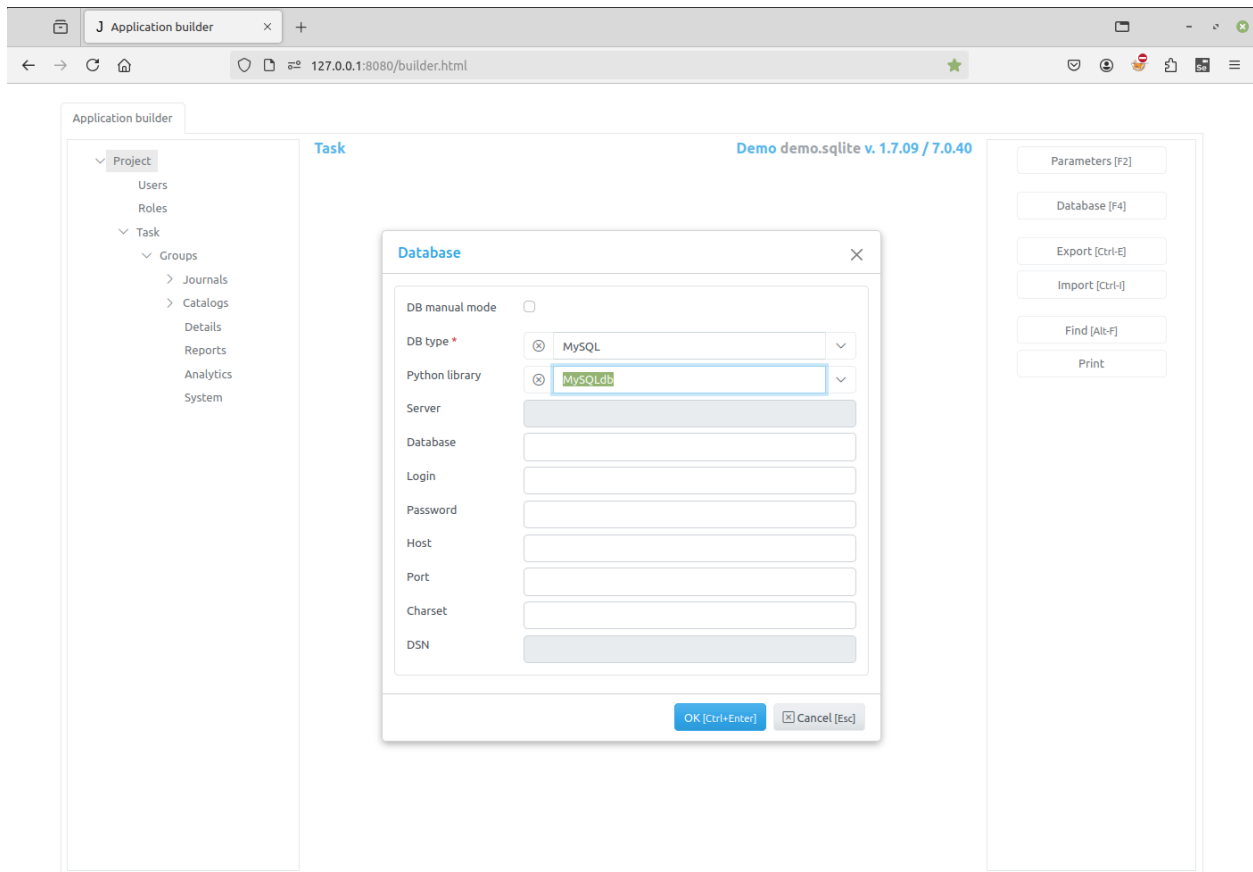 J Application builder
127.0.0.1:8080/builder.html
Se
Application builder
Project
Users
Roles
Task
Groups
Journals
Catalogs
Details
Reports
Analytics
System
Task
Demo demo.sqlite v. 1.7.09 / 7.0.40
Database
DB manual mode
DB type * MySQL
Python library MySQLdb
Server
Database
Login
Password
Host
Port
Charset
DSN
OK [Ctrl+Enter] Cancel [Esc]
Parameters [F2]
Database [F4]
Export [Ctrl-E]
Import [Ctrl-I]
Find [Alt-F]
Print